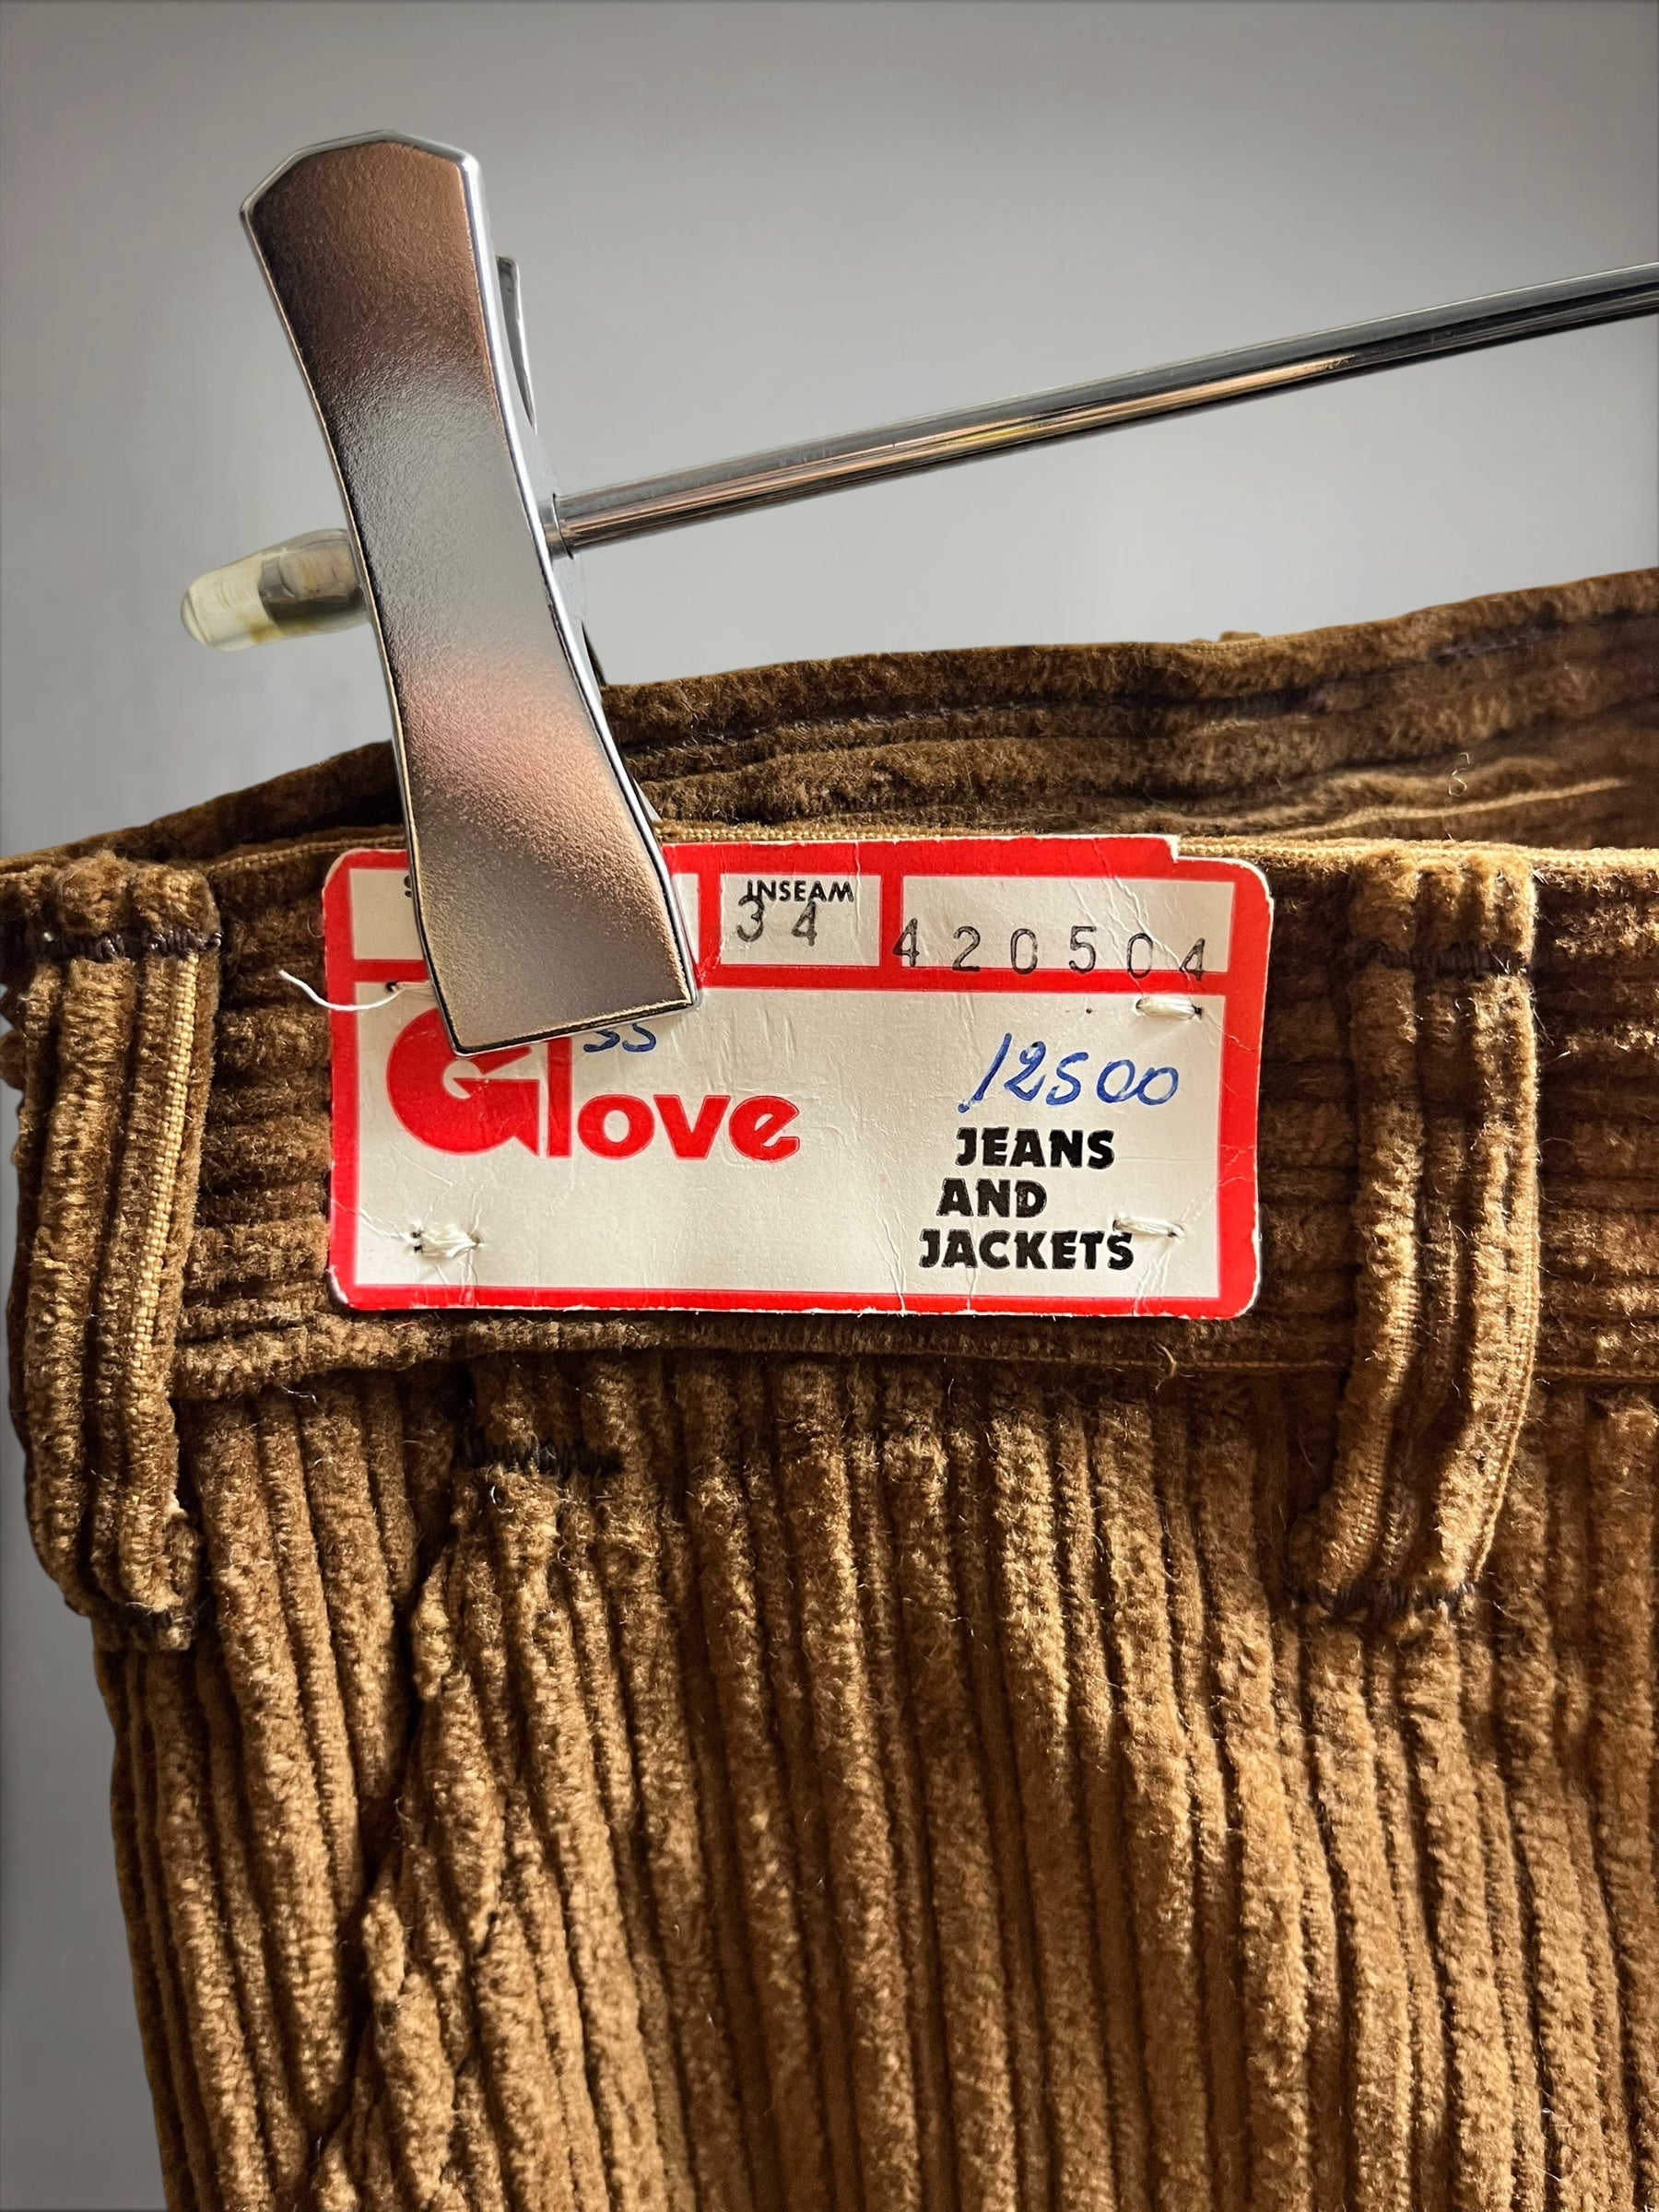 INSEAM
34 420504
Glove
12500
JEANS
AND
JACKETS